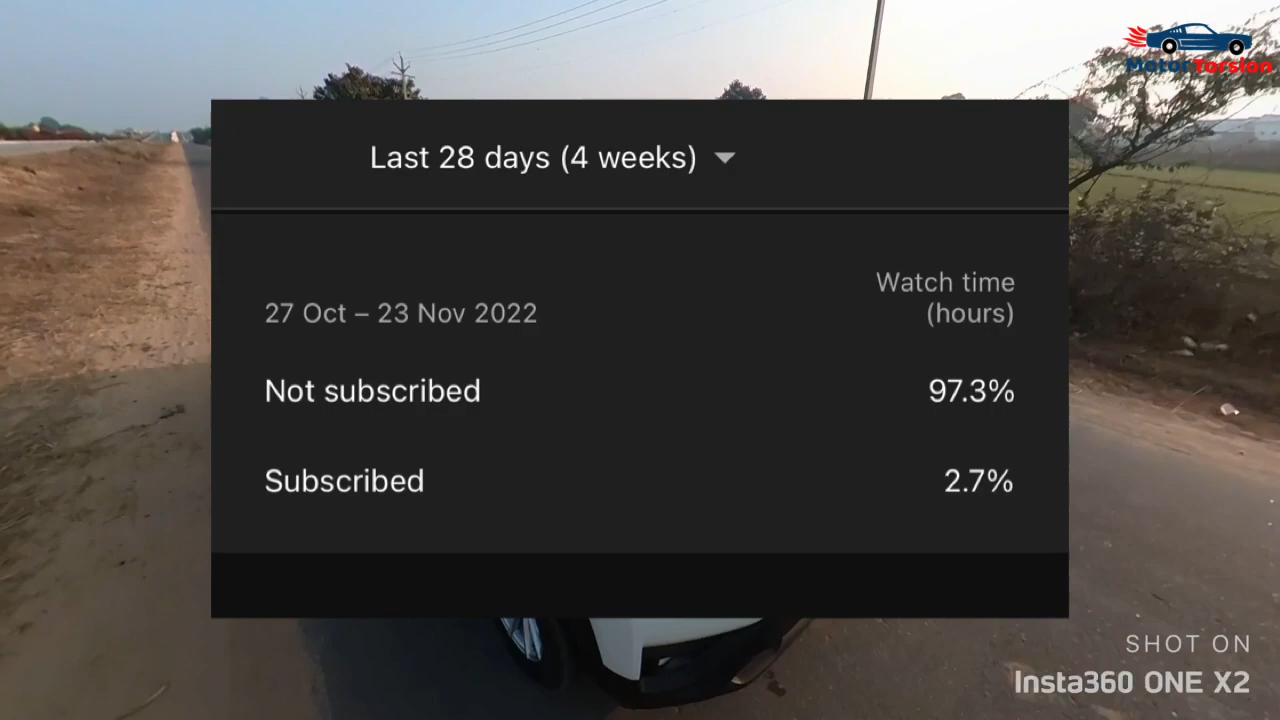 MotorTorsion
Last 28 days (4 weeks)
Watch time
27 Oct – 23 Nov 2022 (hours)
Not subscribed 97.3%
Subscribed 2.7%
SHOT ON
Insta360 ONE X2